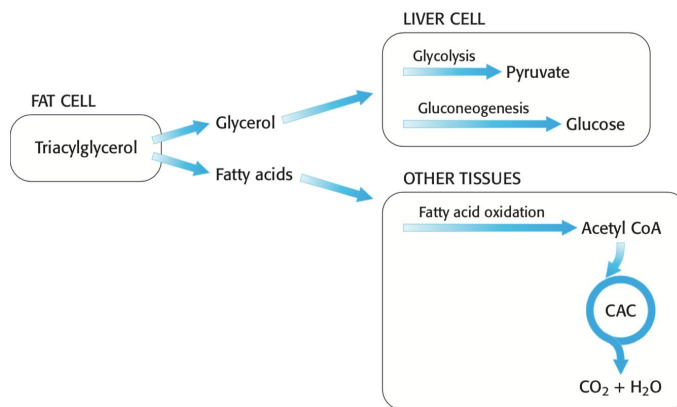 LIVER CELL
Glycolysis
Pyruvate
Gluconeogenesis
Glucose
FAT CELL
Triacylglycerol
Glycerol
Fatty acids
OTHER TISSUES
Fatty acid oxidation
Acetyl CoA
CAC
CO₂ + H₂O